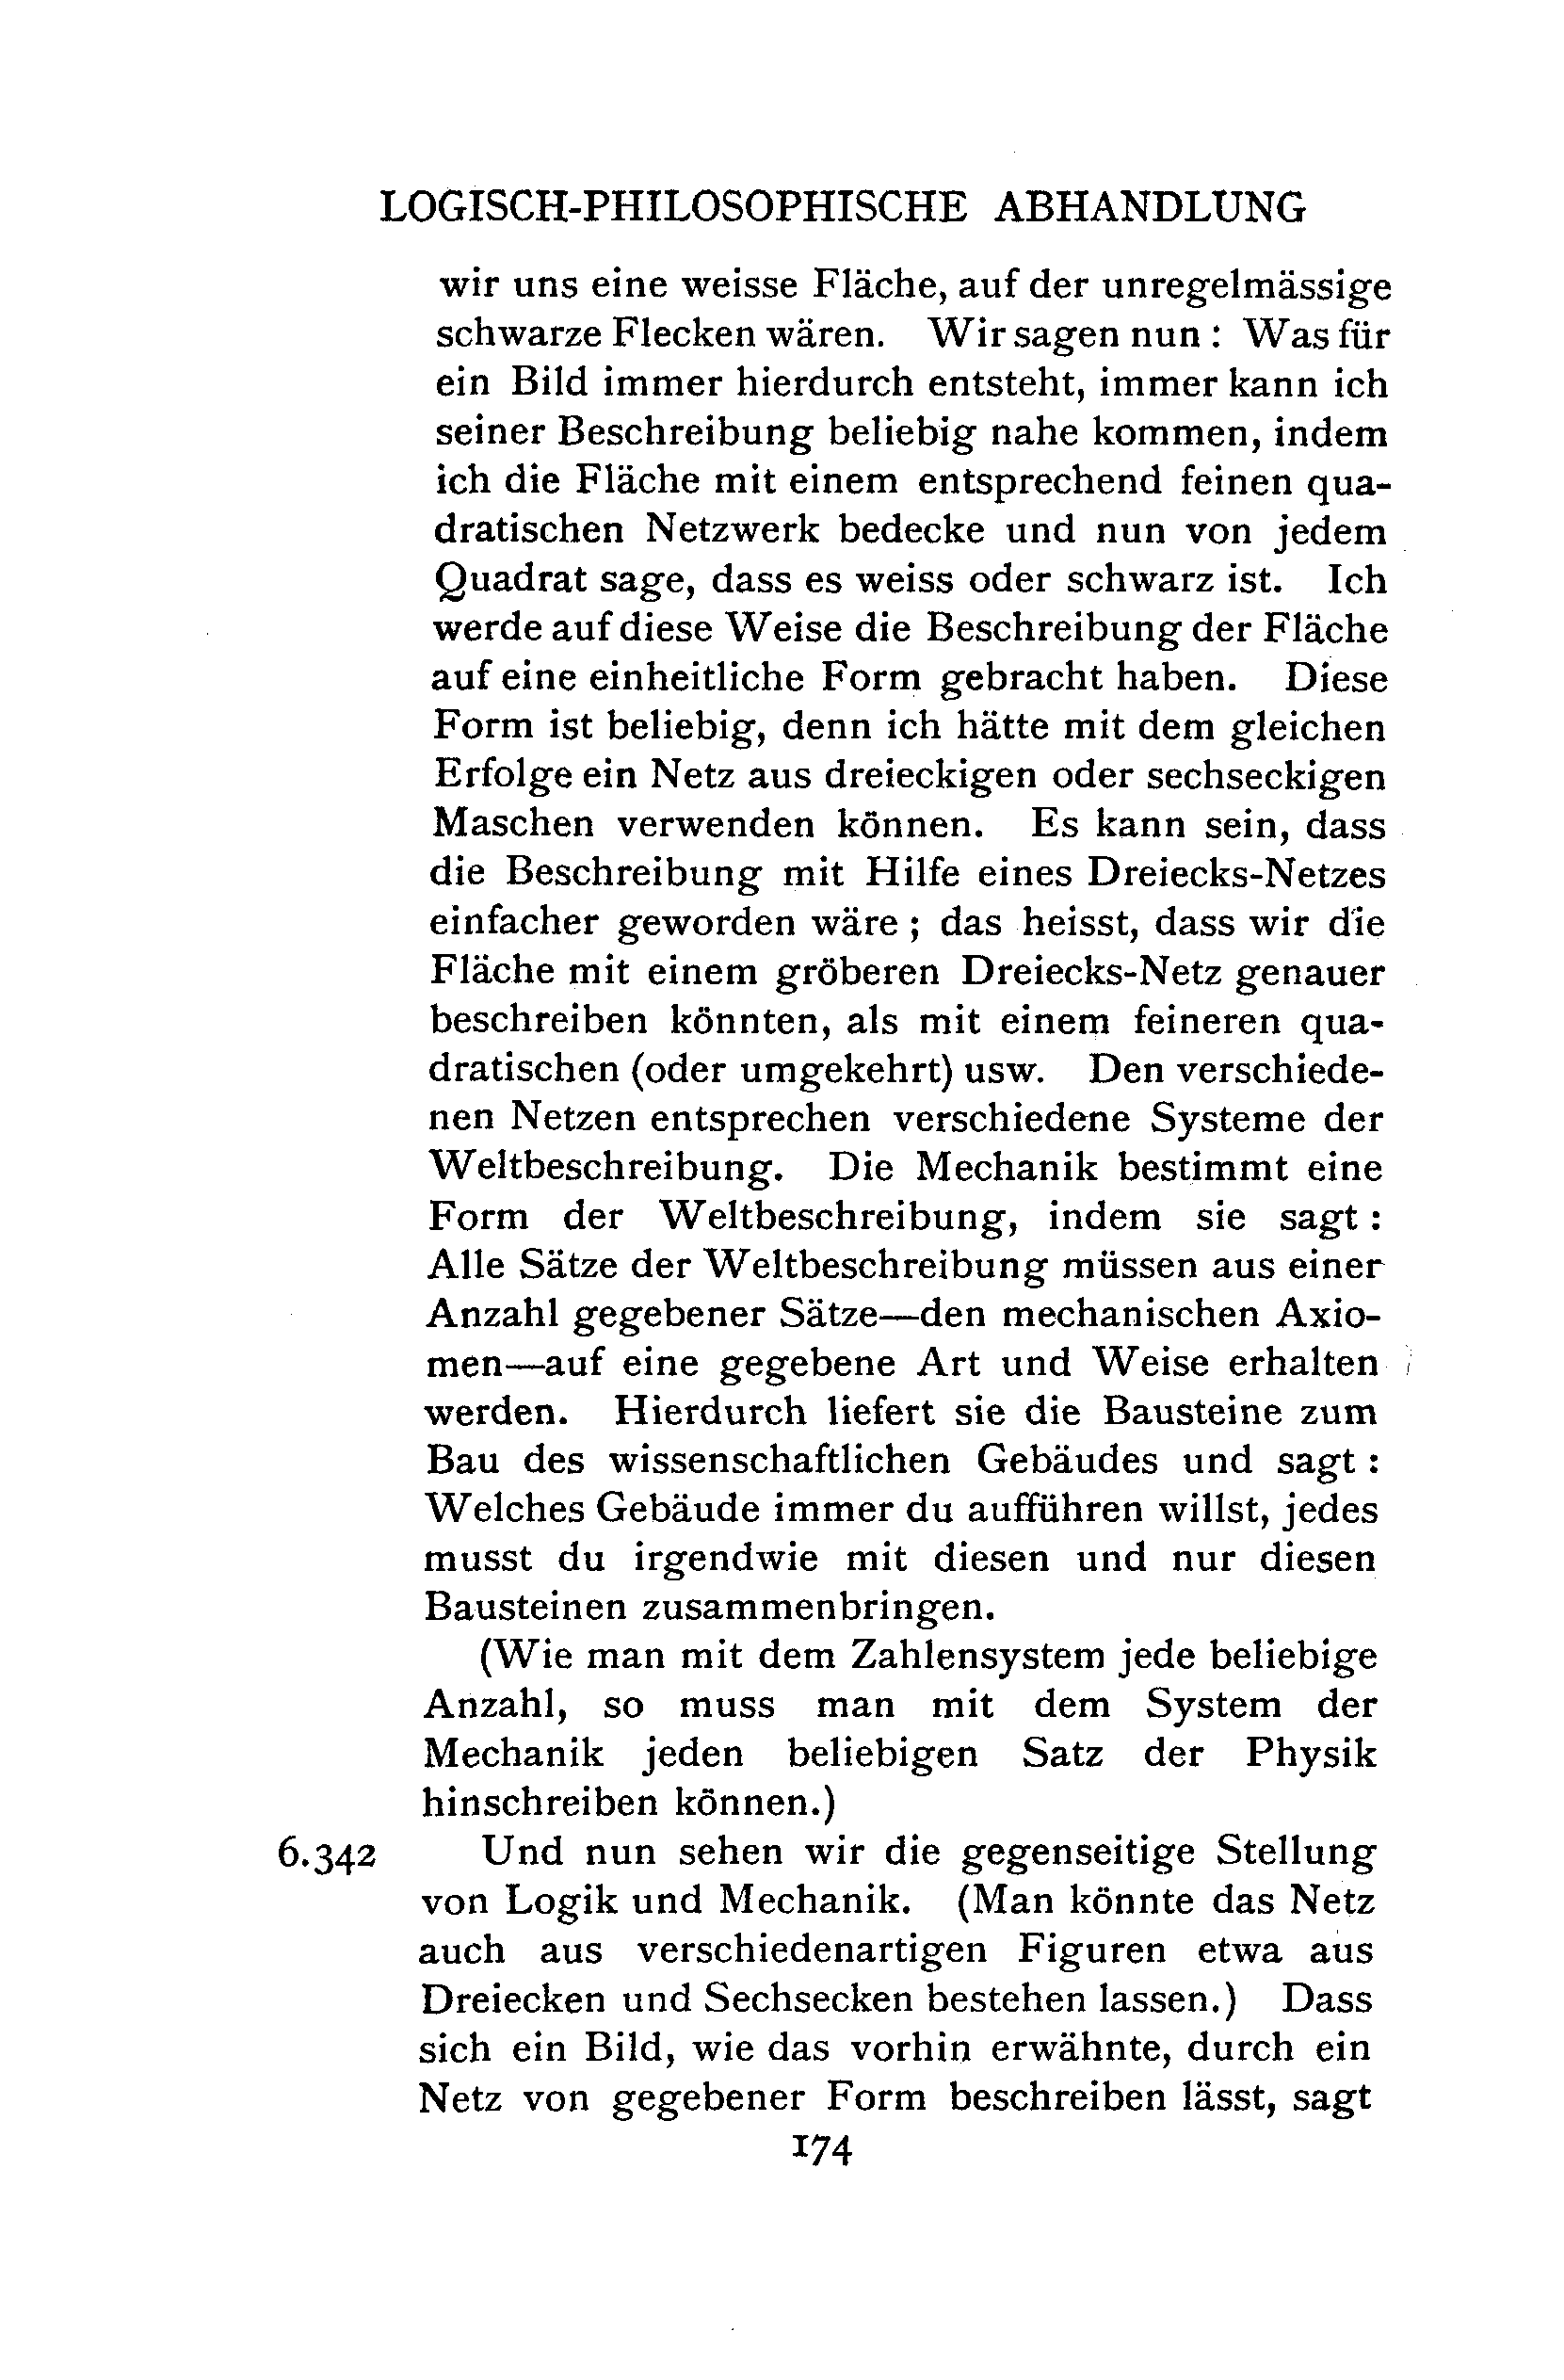 LOGISCH-PHILOSOPHISCHE ABHANDLUNG
wir uns eine weisse Fläche, auf der unregelmässige
schwarze Flecken wären. Wir sagen nun : Was für
ein Bild immer hierdurch entsteht, immer kann ich
seiner Beschreibung beliebig nahe kommen, indem
ich die Fläche mit einem entsprechend feinen qua-
dratischen Netzwerk bedecke und nun von jedem
Quadrat sage, dass es weiss oder schwarz ist. Ich
werde auf diese Weise die Beschreibung der Fläche
auf eine einheitliche Form gebracht haben. Diese
Form ist beliebig, denn ich hätte mit dem gleichen
Erfolge ein Netz aus dreieckigen oder sechseckigen
Maschen verwenden können. Es kann sein, dass
die Beschreibung mit Hilfe eines Dreiecks-Netzes
einfacher geworden wäre ; das heisst, dass wir die
Fläche mit einem gröberen Dreiecks-Netz genauer
beschreiben könnten, als mit einem feineren qua-
dratischen (oder umgekehrt) usw. Den verschiede-
nen Netzen entsprechen verschiedene Systeme der
Weltbeschreibung. Die Mechanik bestimmt eine
Form der Weltbeschreibung, indem sie sagt :
Alle Sätze der Weltbeschreibung müssen aus einer
Anzahl gegebener Sätze—den mechanischen Axio-
men—auf eine gegebene Art und Weise erhalten
werden. Hierdurch liefert sie die Bausteine zum
Bau des wissenschaftlichen Gebäudes und sagt :
Welches Gebäude immer du aufführen willst, jedes
musst du irgendwie mit diesen und nur diesen
Bausteinen zusammenbringen.
(Wie man mit dem Zahlensystem jede beliebige
Anzahl, so muss man mit dem System der
Mechanik jeden beliebigen Satz der Physik
hinschreiben können.)
6.342 Und nun sehen wir die gegenseitige Stellung
von Logik und Mechanik. (Man könnte das Netz
auch aus verschiedenartigen Figuren etwa aus
Dreiecken und Sechsecken bestehen lassen.) Dass
sich ein Bild, wie das vorhin erwähnte, durch ein
Netz von gegebener Form beschreiben lässt, sagt
174